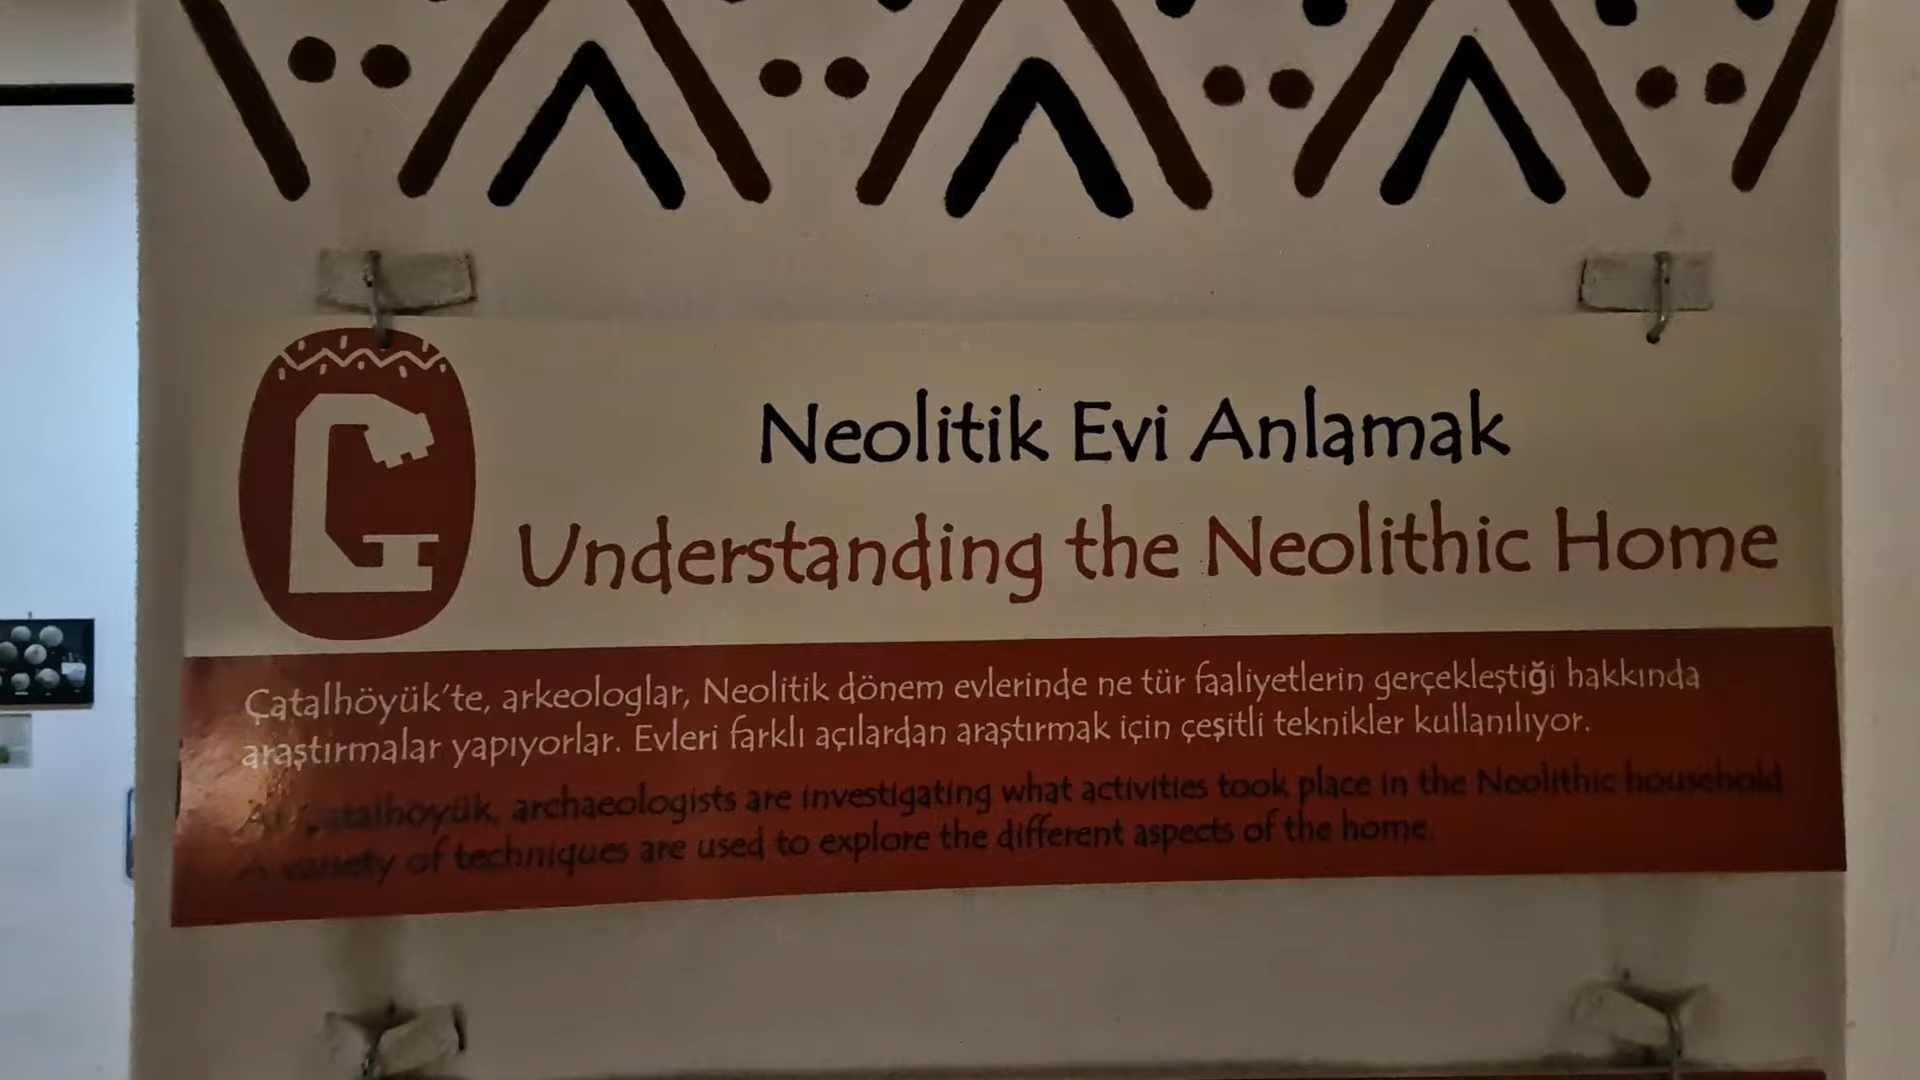 Neolitik Evi Anlamak
Understanding the Neolithic Home
Çatalhöyük'te, arkeologlar, Neolitik dönem evlerinde ne tür faaliyetlerin gerçekleştiği hakkında
araştırmalar yapıyorlar. Evleri farklı açılardan araştırmak için çeşitli teknikler kullanılıyor.
At Çatalhöyük, archaeologists are investigating what activities took place in the Neolithic household
A variety of techniques are used to explore the different aspects of the home.